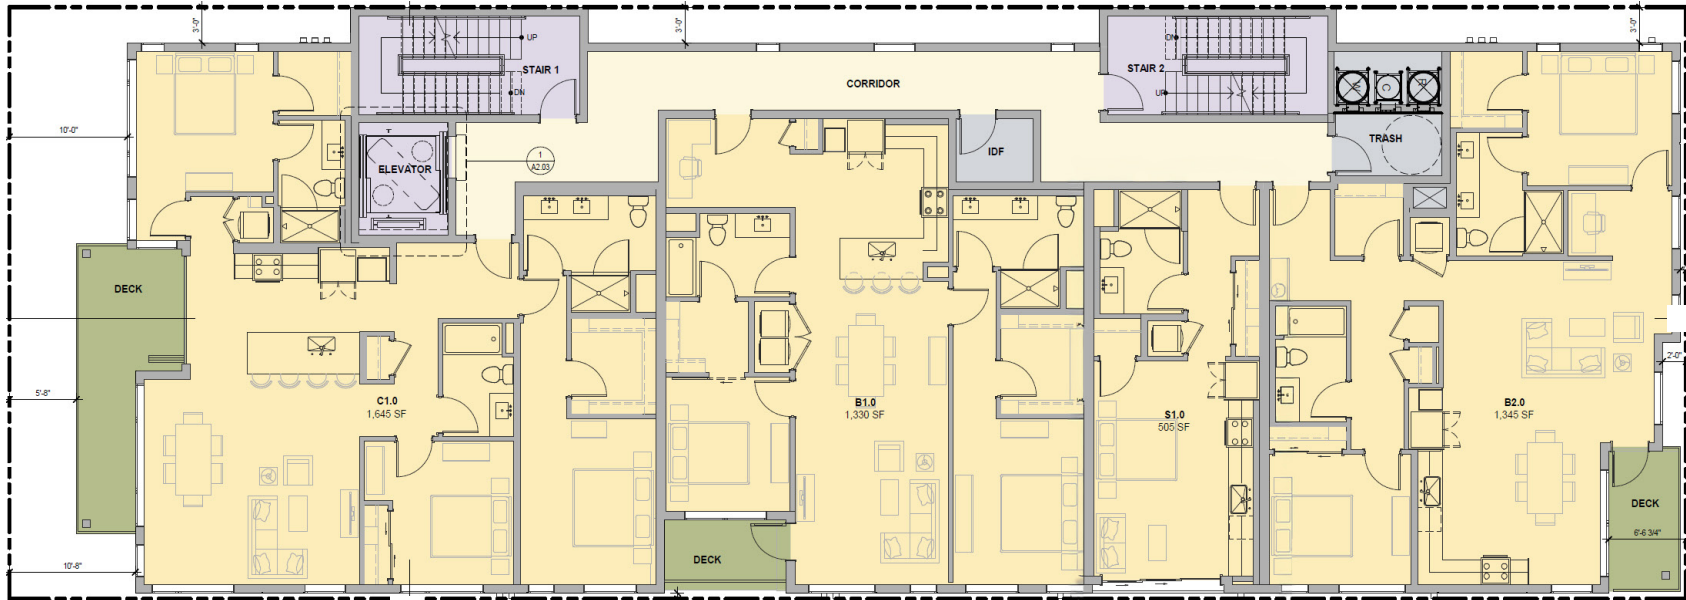 3'-0"
3'-0"
3'-0"
UP
STAIR 1
DN
DN
STAIR 2
UP
CORRIDOR
W
C
R
TRASH
10'-0"
ELEVATOR
1
A2.03
IDF
DECK
5'-8"
2'-0"
C1.0
1,645 SF
B1.0
1,330 SF
S1.0
505 SF
B2.0
1,345 SF
DECK
6'-6 3/4"
DECK
10'-8"